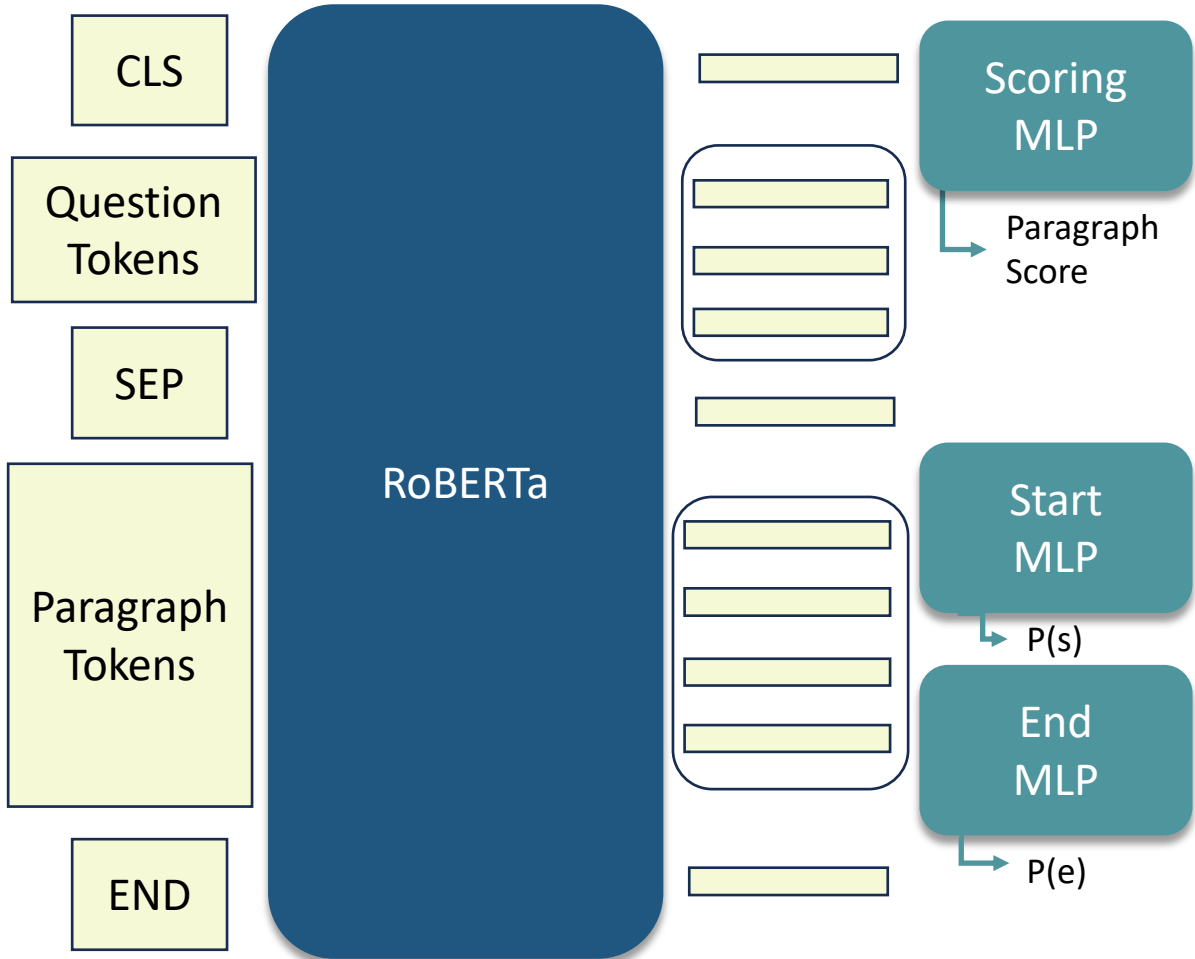 CLS
Question
Tokens
SEP
Paragraph
Tokens
END
RoBERTa
Scoring
MLP
Paragraph
Score
Start
MLP
P(s)
End
MLP
P(e)